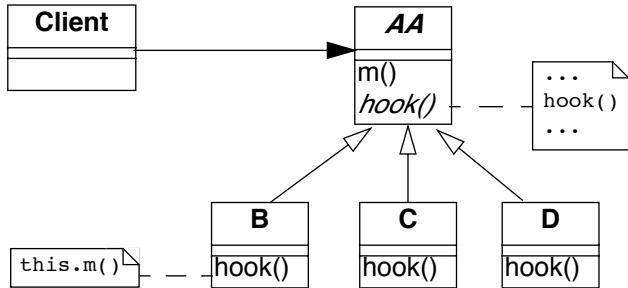 Client
AA
m()
hook()
...
hook()
...
B
hook()
C
hook()
D
hook()
this.m()